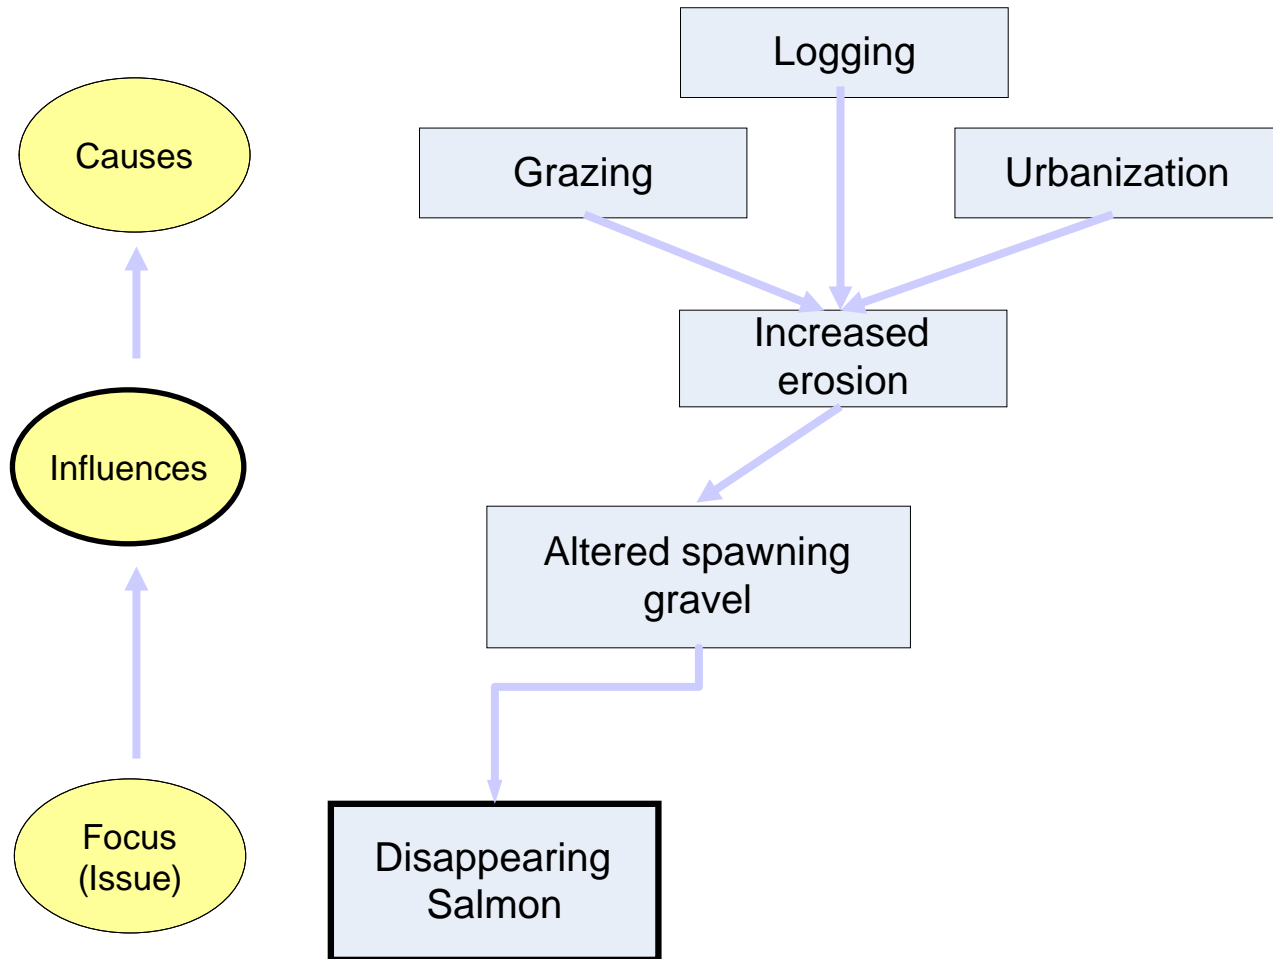 Logging
Causes
Grazing
Urbanization
Increased
erosion
Influences
Altered spawning
gravel
Focus
(Issue)
Disappearing
Salmon